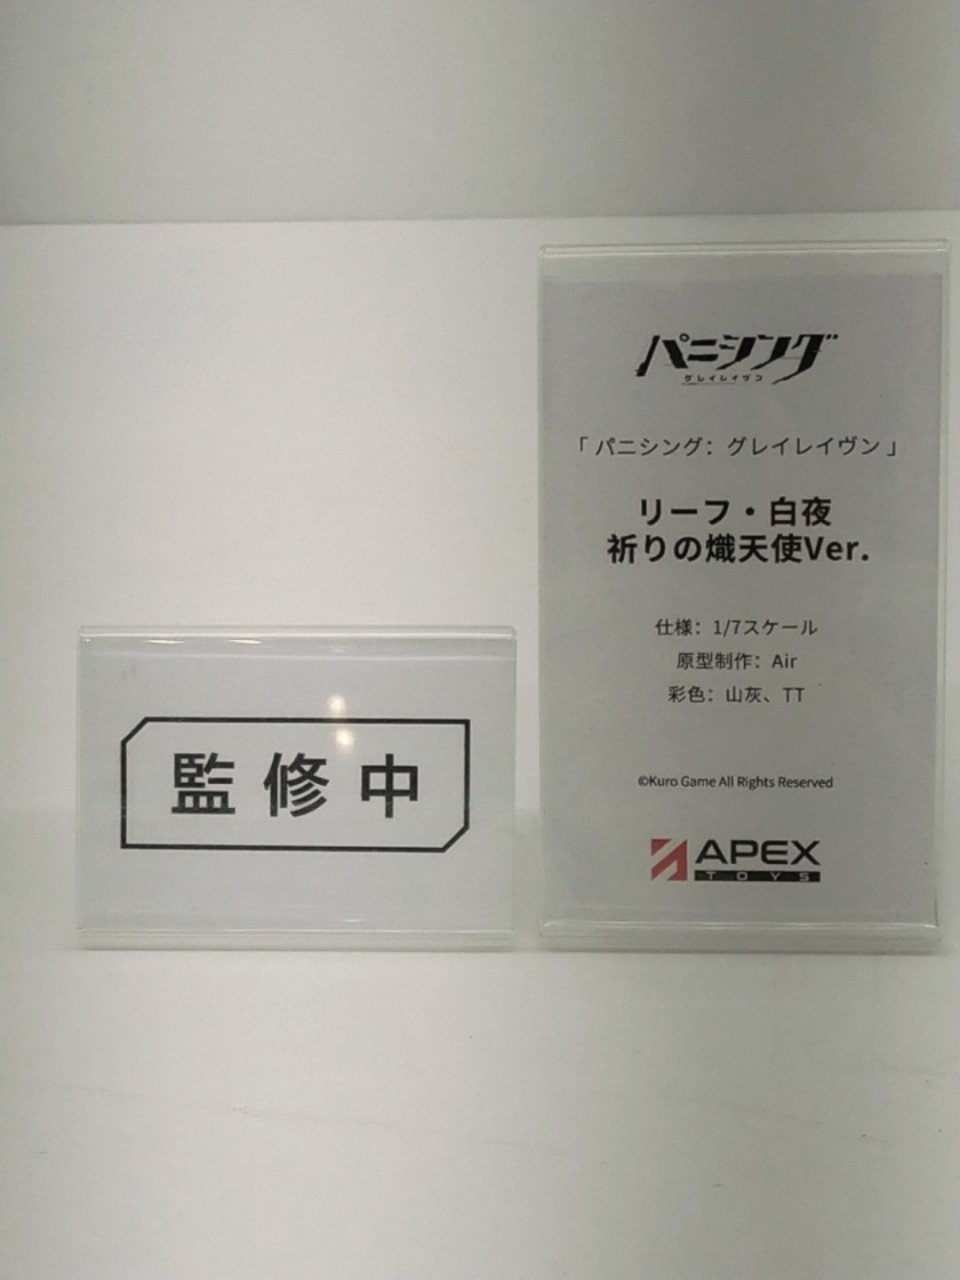 監修中
パニシング
グレイレイヴン
「パニシング：グレイレイヴン」
リーフ・白夜
祈りの熾天使Ver.
仕様：1/7スケール
原型制作：Air
彩色：山灰、TT
©Kuro Game All Rights Reserved
APEX
TOYS